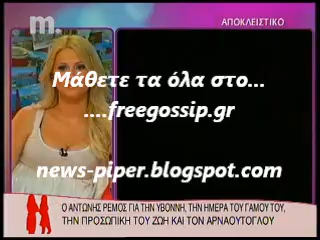 m.
ΑΠΟΚΛΕΙΣΤΙΚΟ
Μάθετε τα όλα στο...
....freegossip.gr
news-piper.blogspot.com
Ο ΑΝΤΩΝΗΣ ΡΕΜΟΣ ΓΙΑ ΤΗΝ ΥΒΟΝΝΗ, ΤΗΝ ΗΜΕΡΑ ΤΟΥ ΓΑΜΟΥ ΤΟΥ,
ΤΗΝ ΠΡΟΣΩΠΙΚΗ ΤΟΥ ΖΩΗ ΚΑΙ ΤΟΝ ΑΡΝΑΟΥΤΟΓΛΟΥ